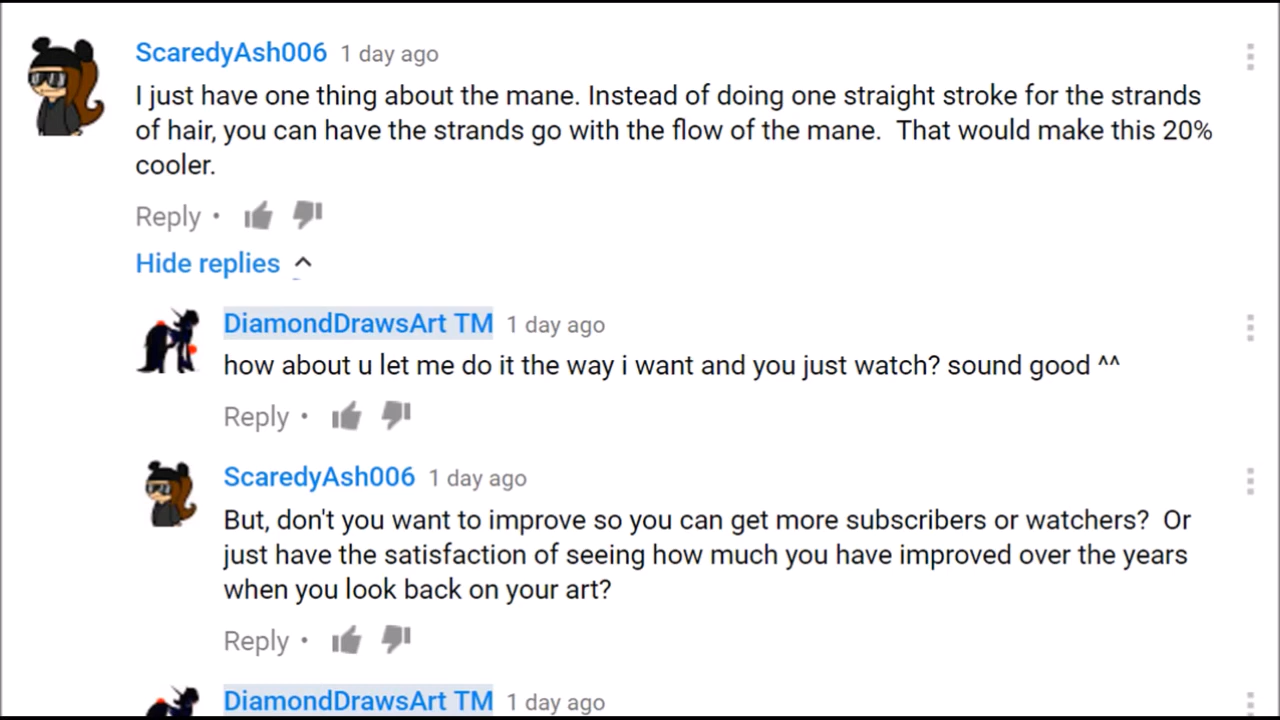 ScaredyAsh006 1 day ago
I just have one thing about the mane. Instead of doing one straight stroke for the strands
of hair, you can have the strands go with the flow of the mane.  That would make this 20%
cooler.
Reply •
Hide replies
DiamondDrawsArt TM 1 day ago
how about u let me do it the way i want and you just watch? sound good ^^
Reply •
ScaredyAsh006 1 day ago
But, don't you want to improve so you can get more subscribers or watchers?  Or
just have the satisfaction of seeing how much you have improved over the years
when you look back on your art?
Reply •
DiamondDrawsArt TM 1 day ago